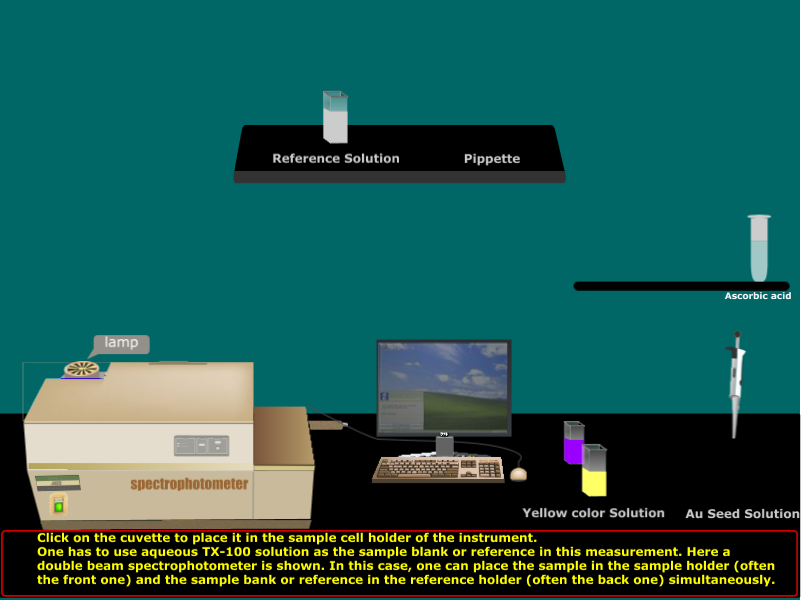 Reference Solution
Pippette
Ascorbic acid
lamp
spectrophotometer
Yellow color Solution
Au Seed Solution
Click on the cuvette to place it in the sample cell holder of the instrument.
One has to use aqueous TX-100 solution as the sample blank or reference in this measurement. Here a
double beam spectrophotometer is shown. In this case, one can place the sample in the sample holder (often
the front one) and the sample bank or reference in the reference holder (often the back one) simultaneously.